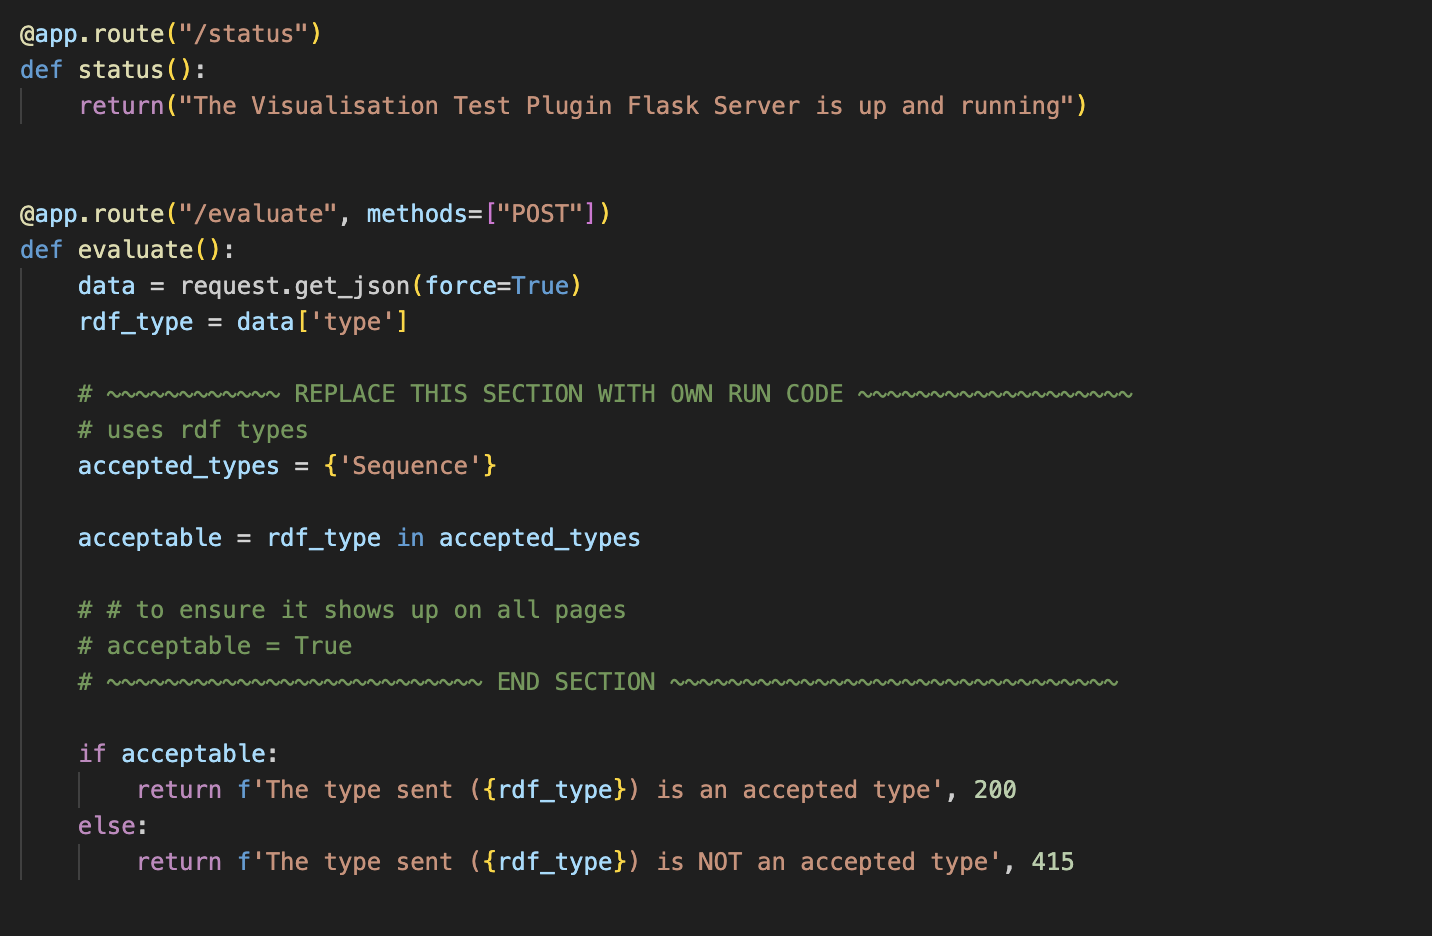 @app.route("/status")
def status():
    return("The Visualisation Test Plugin Flask Server is up and running")
@app.route("/evaluate", methods=["POST"])
def evaluate():
    data = request.get_json(force=True)
    rdf_type = data['type']
    # ~~~~~~~~~~~~ REPLACE THIS SECTION WITH OWN RUN CODE ~~~~~~~~~~~~~~~~~~~
    # uses rdf types
    accepted_types = {'Sequence'}
    acceptable = rdf_type in accepted_types
    # # to ensure it shows up on all pages
    # acceptable = True
    # ~~~~~~~~~~~~~~~~~~~~~~~~~~ END SECTION ~~~~~~~~~~~~~~~~~~~~~~~~~~~~~~~
    if acceptable:
        return f'The type sent ({rdf_type}) is an accepted type', 200
    else:
        return f'The type sent ({rdf_type}) is NOT an accepted type', 415